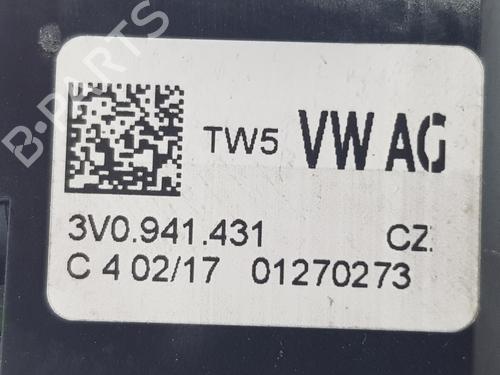 B-PARTS
TW5 VW AG
3V0.941.431 CZ
C 4 02/17 01270273